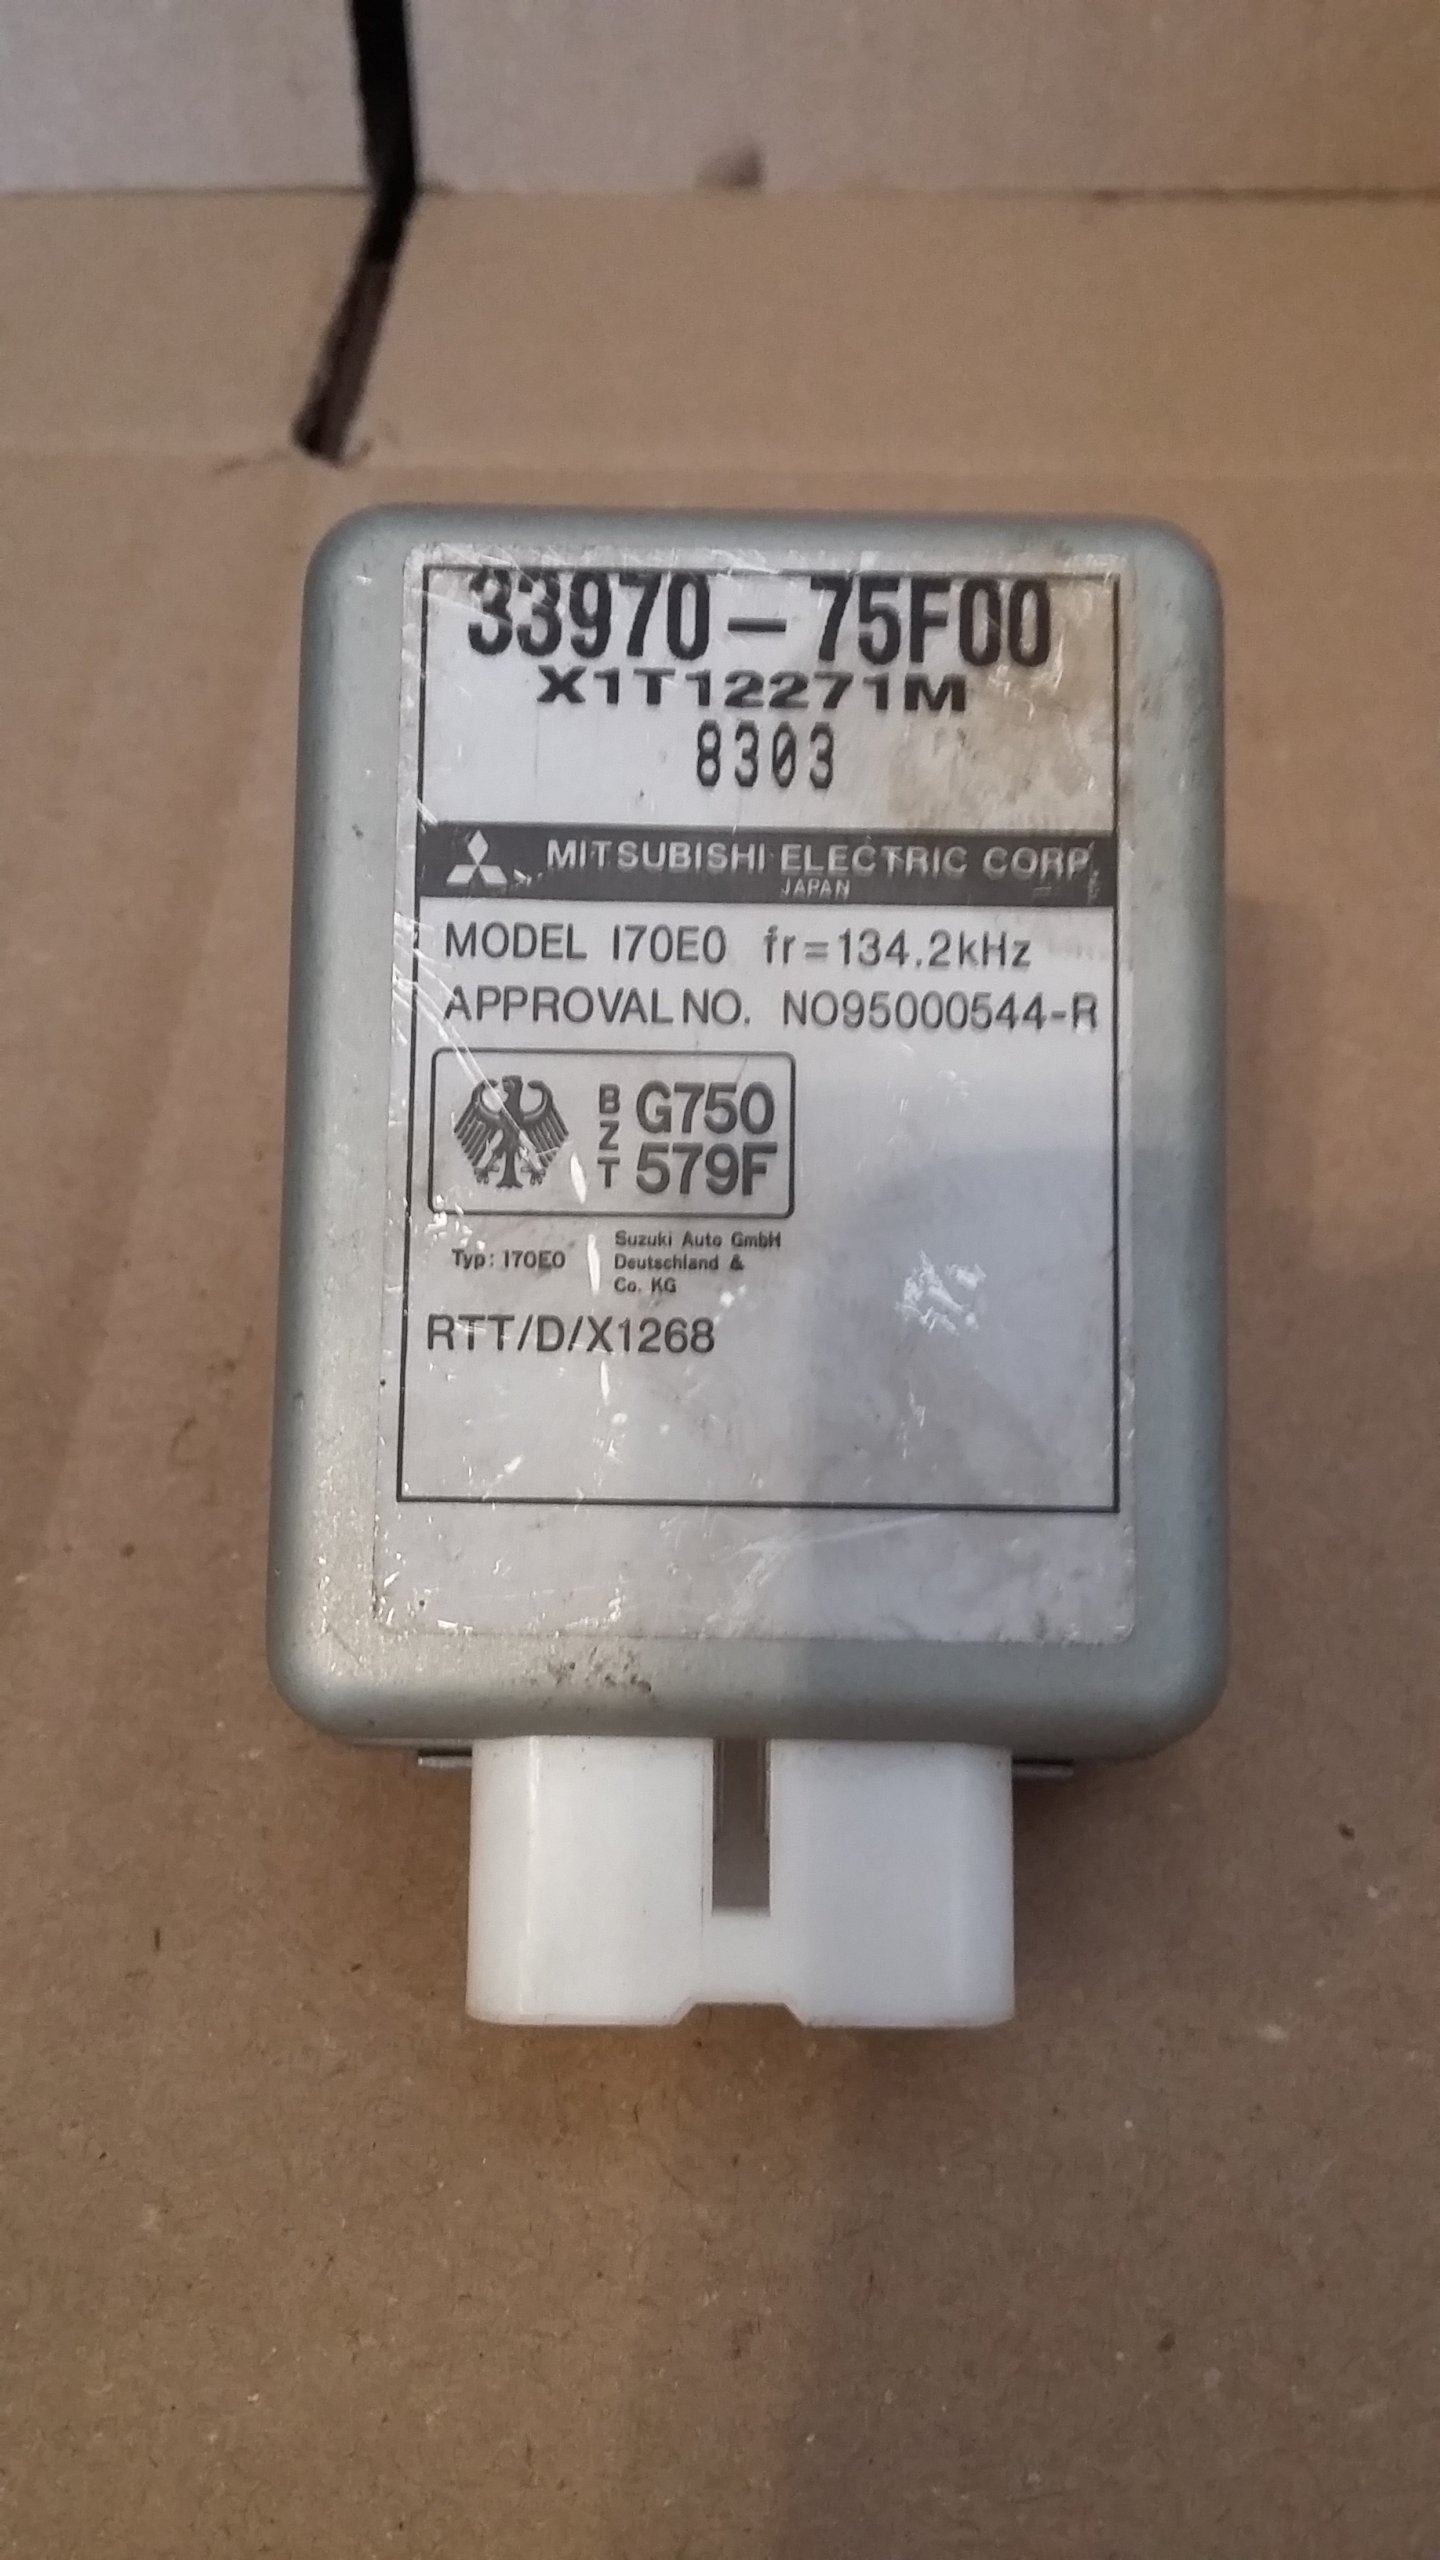 33970-75F00
X1T12271M
8303
MITSUBISHI ELECTRIC CORP.
JAPAN
MODEL I70E0 fr=134.2kHz
APPROVAL NO. NO95000544-R
BZT
G750
579F
Typ: I70E0
Suzuki Auto GmbH
Deutschland &
Co. KG
RTT/D/X1268